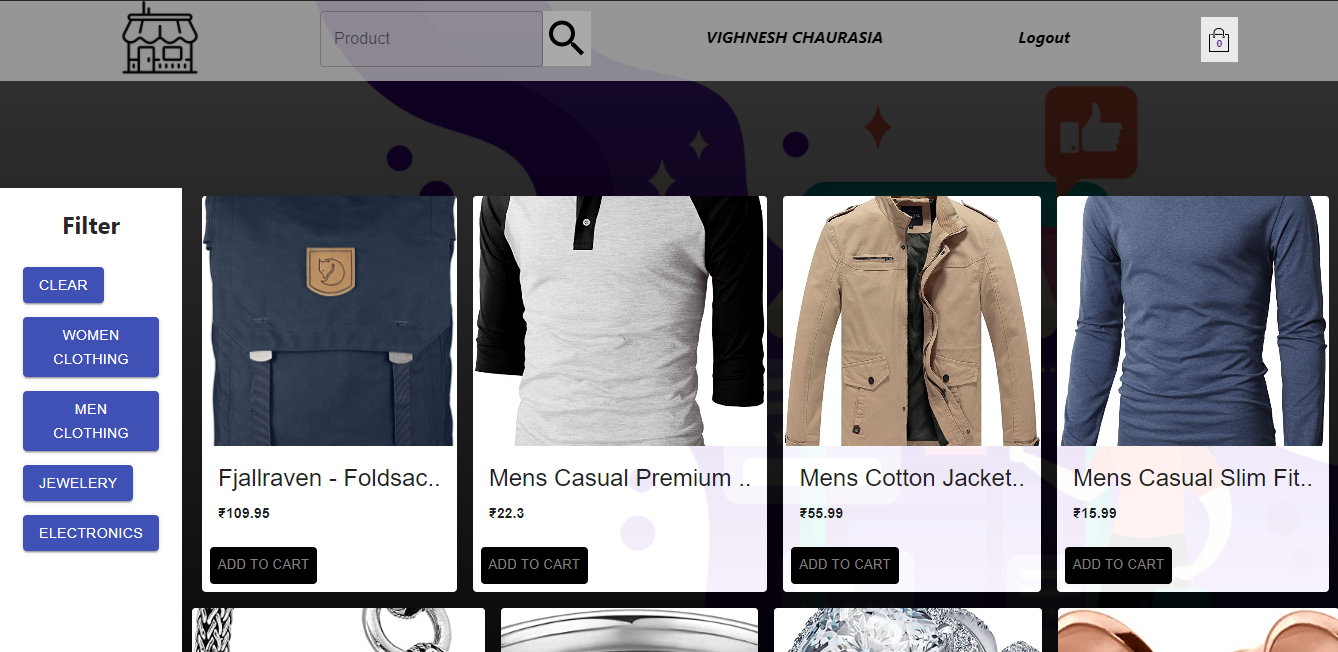 Product
VIGHNESH CHAURASIA
Logout
0
Filter
CLEAR
WOMEN
CLOTHING
MEN
CLOTHING
JEWELERY
ELECTRONICS
Fjallraven - Foldsac..
₹109.95
ADD TO CART
Mens Casual Premium ..
₹22.3
ADD TO CART
Mens Cotton Jacket..
₹55.99
ADD TO CART
Mens Casual Slim Fit..
₹15.99
ADD TO CART